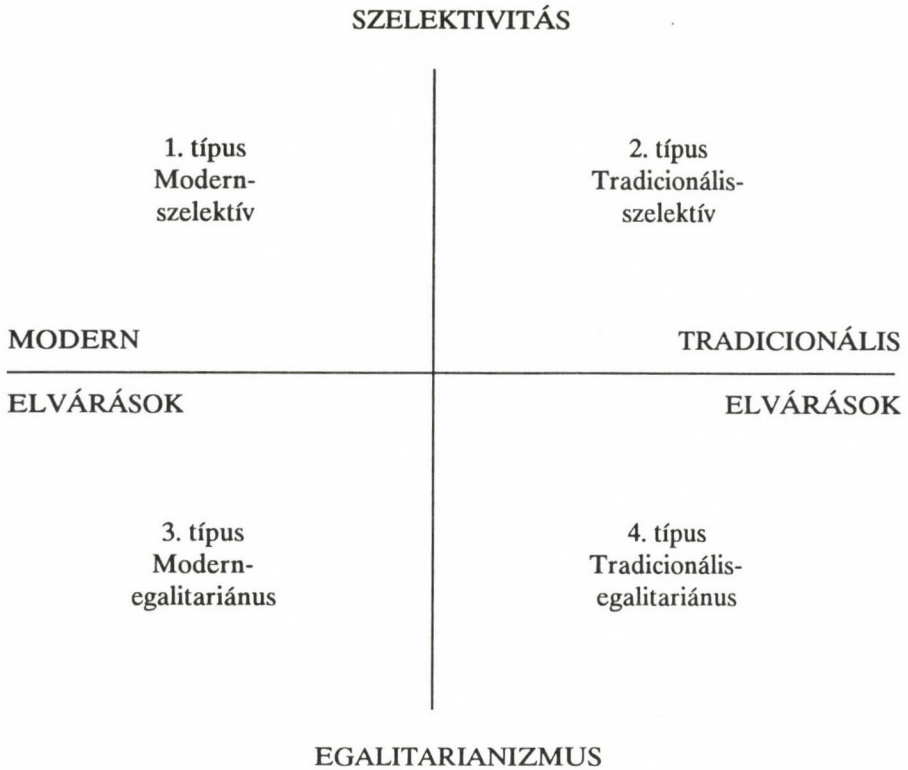 SZELEKTIVITÁS
1. típus
Modern-
szelektív
2. típus
Tradicionális-
szelektív
MODERN
TRADICIONÁLIS
ELVÁRÁSOK
ELVÁRÁSOK
3. típus
Modern-
egalitariánus
4. típus
Tradicionális-
egalitariánus
EGALITARIANIZMUS